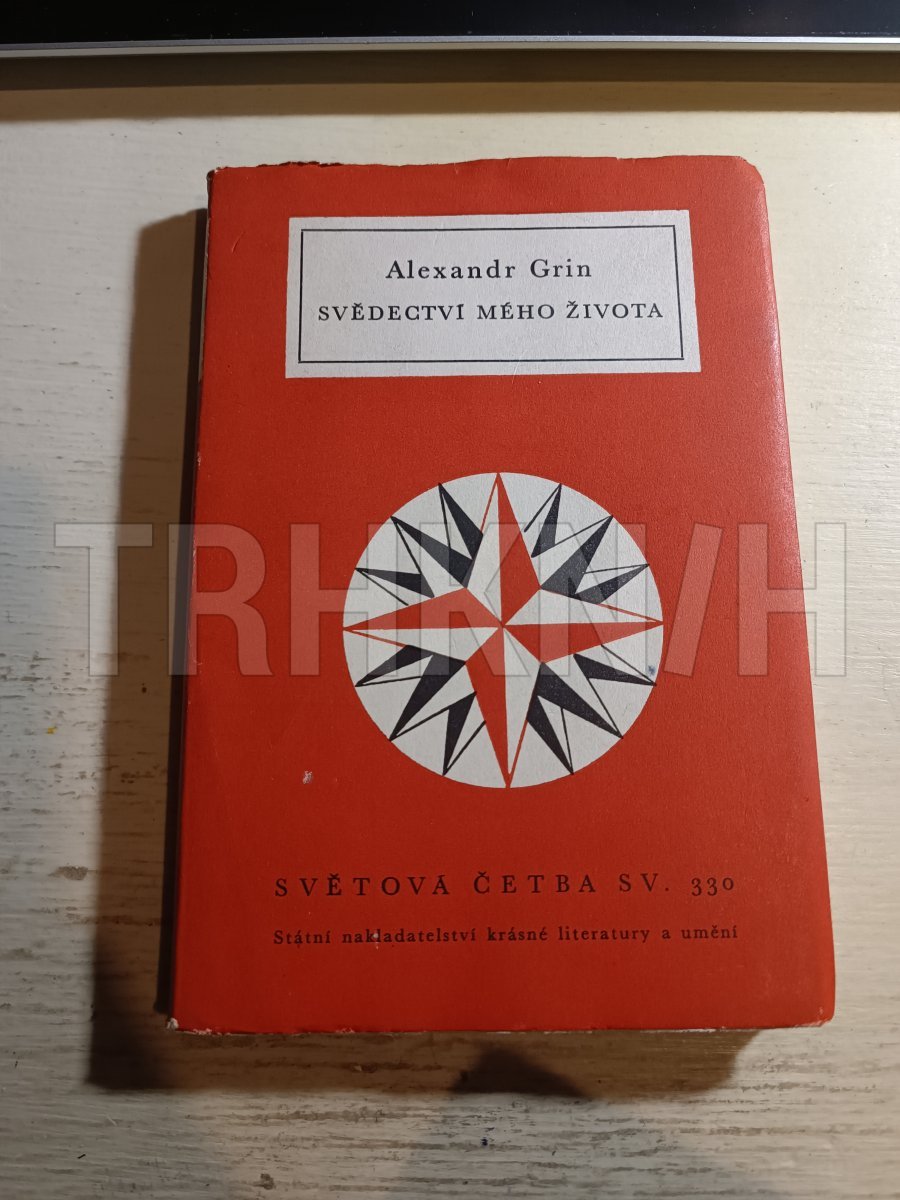 Alexandr Grin
SVĚDECTVÍ MÉHO ŽIVOTA
TRHKNIH
SVĚTOVÁ ČETBA SV. 330
Státní nakladatelství krásné literatury a umění